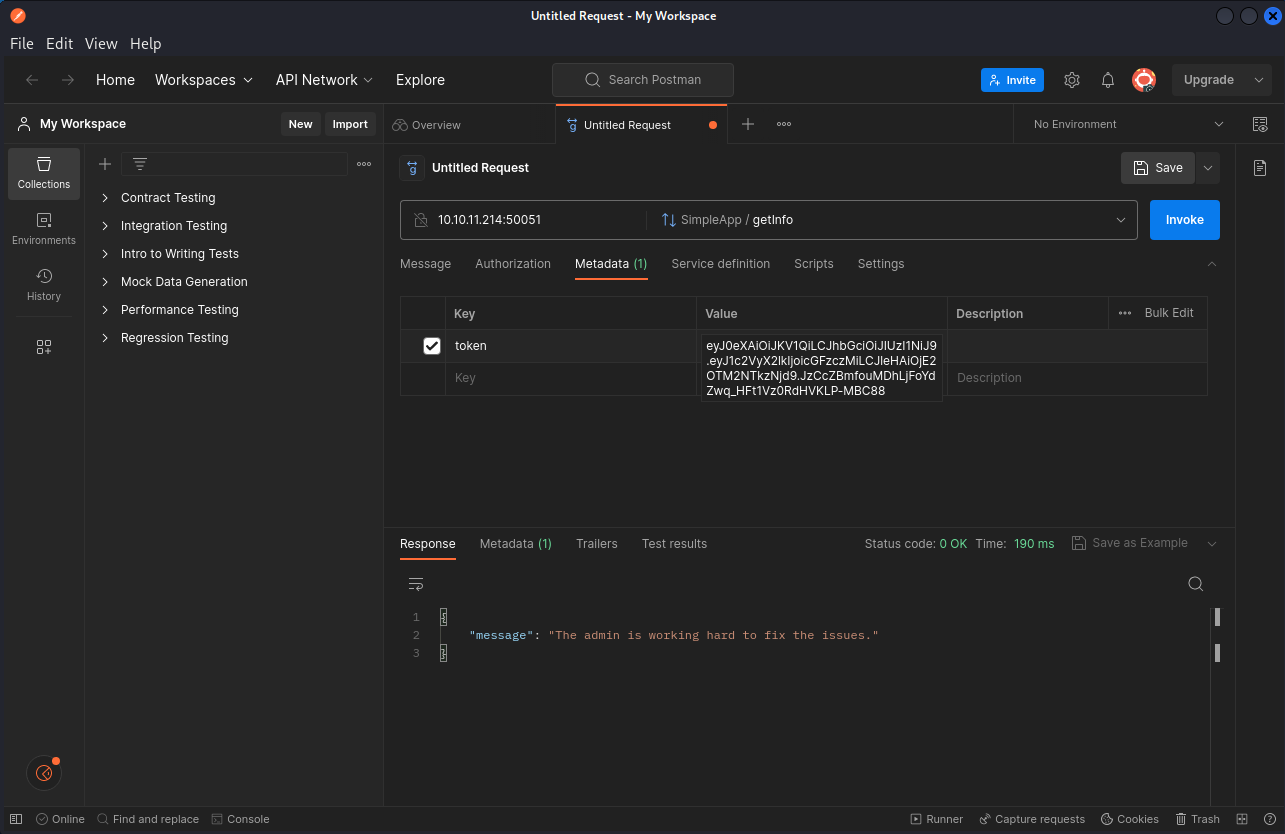 Untitled Request - My Workspace
File Edit View Help
Home Workspaces API Network Explore Search Postman Invite Upgrade
My Workspace New Import Overview Untitled Request No Environment
Collections
Environments
History
Contract Testing
Integration Testing
Intro to Writing Tests
Mock Data Generation
Performance Testing
Regression Testing
Untitled Request Save
10.10.11.214:50051 SimpleApp / getInfo Invoke
Message Authorization Metadata (1) Service definition Scripts Settings
Key Value Description Bulk Edit
token
eyJ0eXAiOiJKV1QiLCJhbGciOiJIUzI1NiJ9
.eyJ1c2VyX2lkIjoicGFzczMiLCJleHAiOjE2
OTM2NTkzNjd9.JzCcZBmfouMDhLjFoYd
Zwq_HFt1Vz0RdHVKLP-MBC88
Key Description
Response Metadata (1) Trailers Test results Status code: 0 OK Time: 190 ms Save as Example
1 {
2 "message": "The admin is working hard to fix the issues."
3 }
Online Find and replace Console Runner Capture requests Cookies Trash